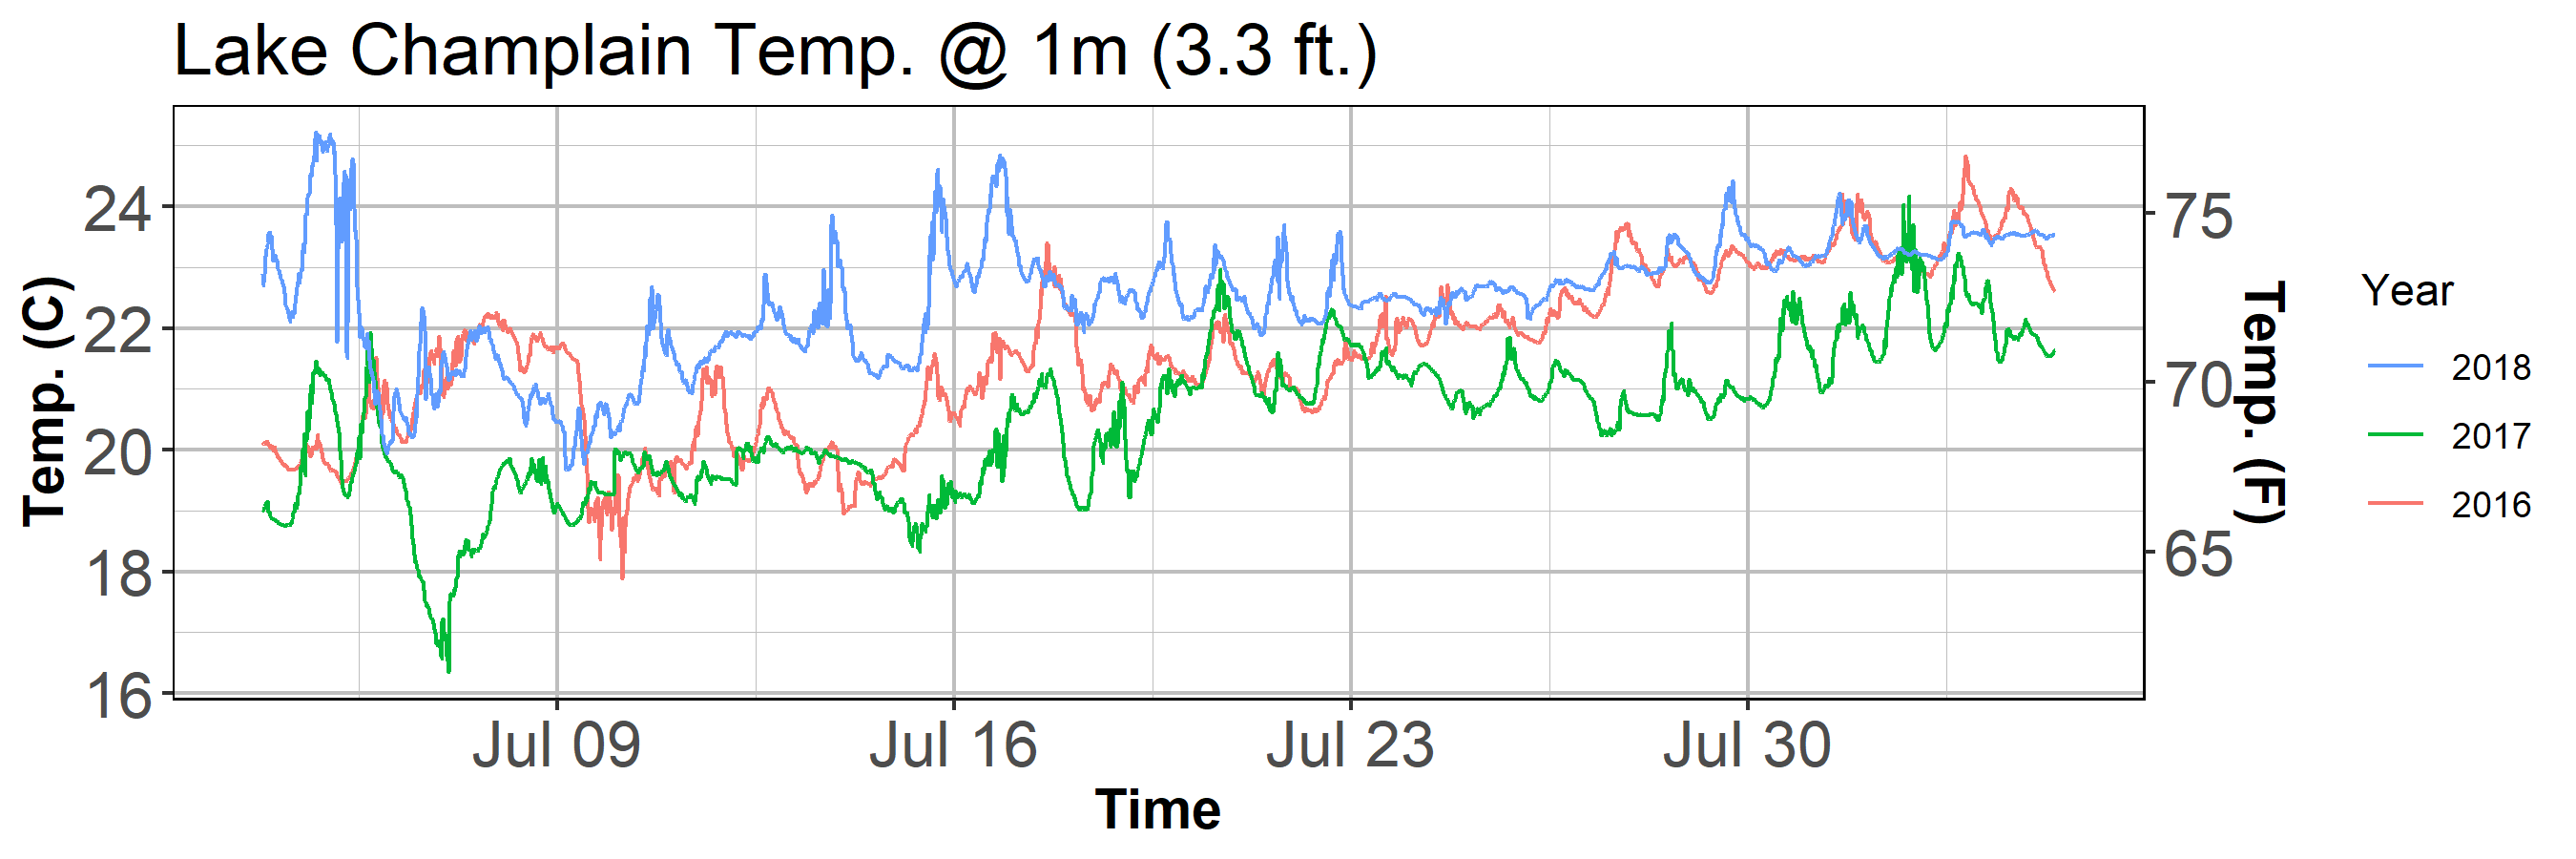 Lake Champlain Temp. @ 1m (3.3 ft.)
Temp. (C)
24
22
20
18
16
75
70
65
Temp. (F)
Jul 09
Jul 16
Jul 23
Jul 30
Time
Year
2018
2017
2016